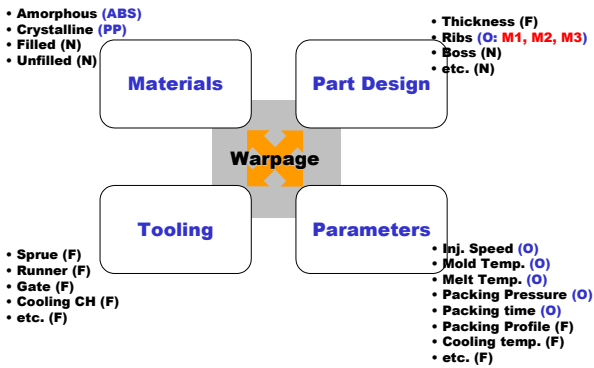 • Amorphous (ABS)
• Crystalline (PP)
• Filled (N)
• Unfilled (N)
Materials
• Thickness (F)
• Ribs (O: M1, M2, M3)
• Boss (N)
• etc. (N)
Part Design
Warpage
Tooling
• Sprue (F)
• Runner (F)
• Gate (F)
• Cooling CH (F)
• etc. (F)
Parameters
• Inj. Speed (O)
• Mold Temp. (O)
• Melt Temp. (O)
• Packing Pressure (O)
• Packing time (O)
• Packing Profile (F)
• Cooling temp. (F)
• etc. (F)